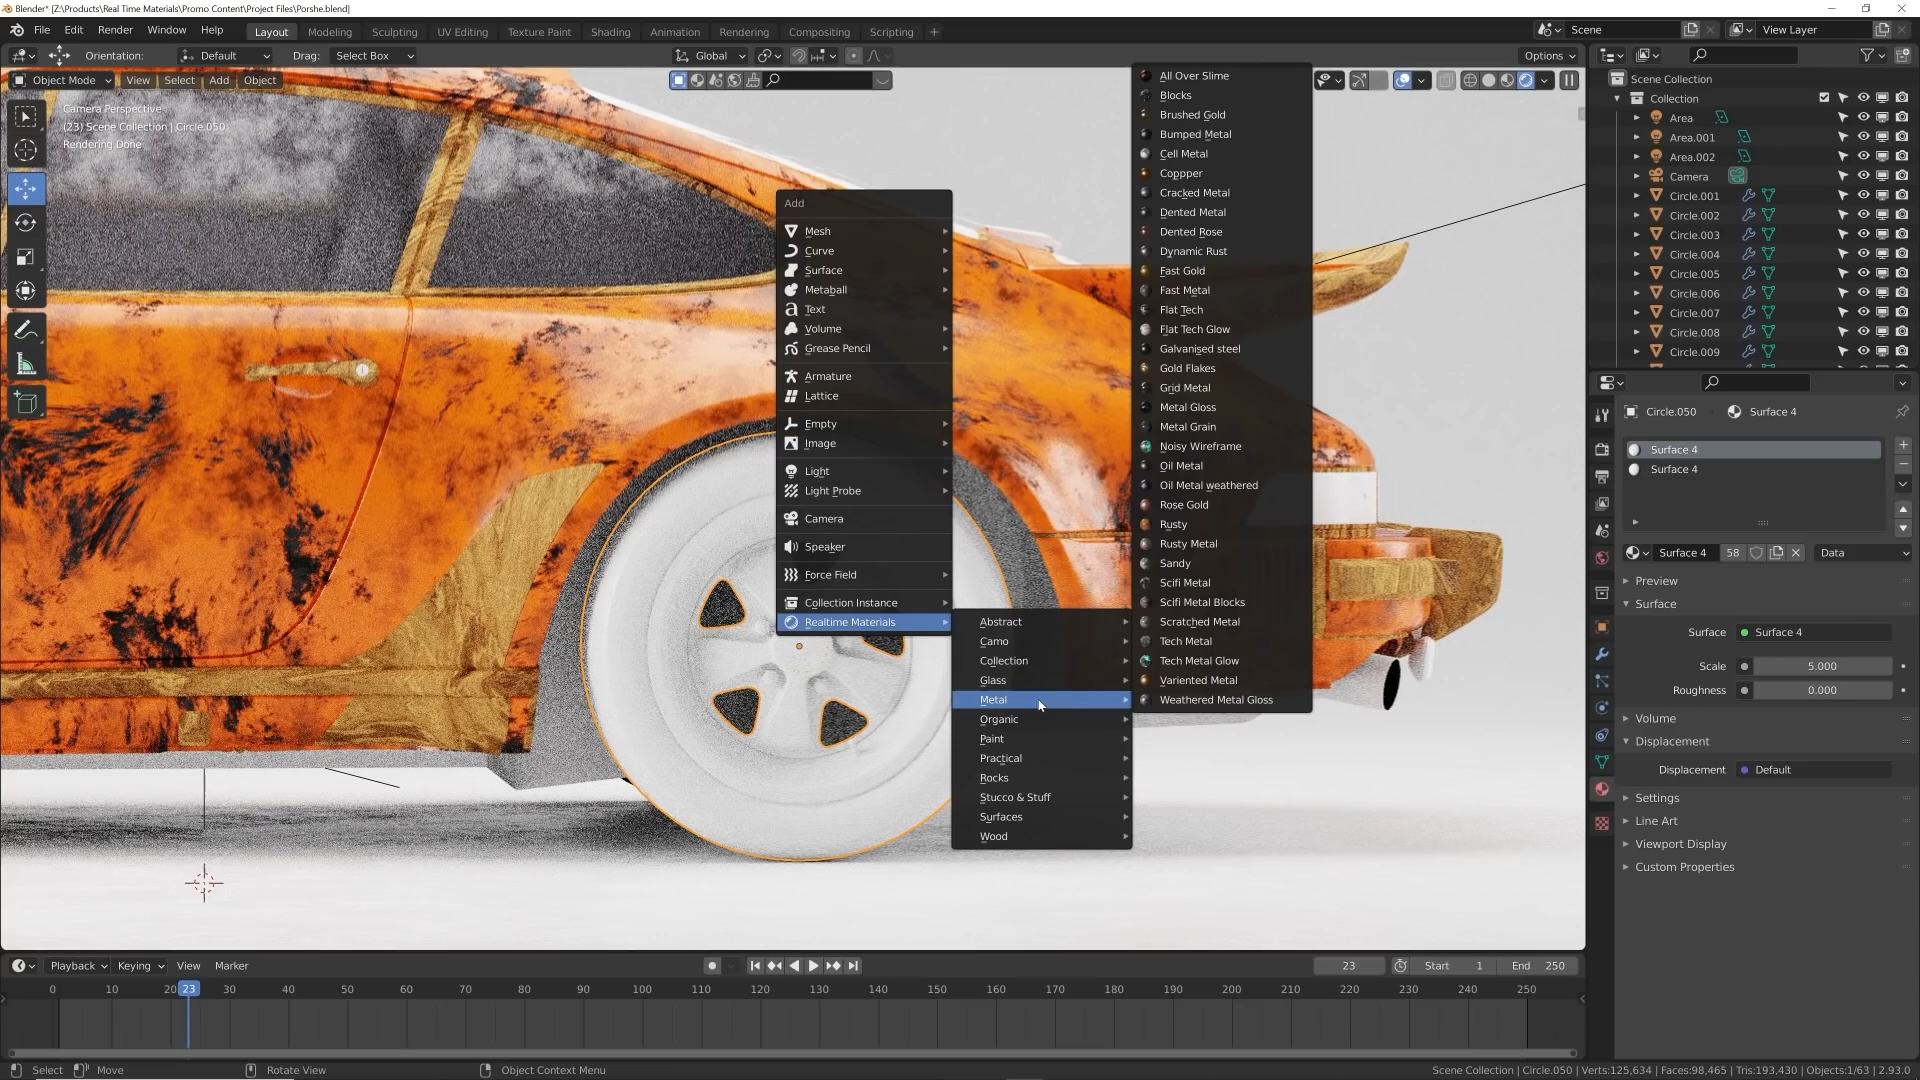 Blender* [Z:\Products\Real Time Materials\Promo Content\Project Files\Porshe.blend]
File Edit Render Window Help Layout Modeling Sculpting UV Editing Texture Paint Shading Animation Rendering Compositing Scripting + Scene View Layer
Orientation: Default Drag: Select Box Global Options
Object Mode View Select Add Object
Camera Perspective
(23) Scene Collection | Circle.050
Rendering Done
Add
Mesh
Curve
Surface
Metaball
Text
Volume
Grease Pencil
Armature
Lattice
Empty
Image
Light
Light Probe
Camera
Speaker
Force Field
Collection Instance
Realtime Materials
Abstract
Camo
Collection
Glass
Metal
Organic
Paint
Practical
Rocks
Stucco & Stuff
Surfaces
Wood
All Over Slime
Blocks
Brushed Gold
Bumped Metal
Cell Metal
Coppper
Cracked Metal
Dented Metal
Dented Rose
Dynamic Rust
Fast Gold
Fast Metal
Flat Tech
Flat Tech Glow
Galvanised steel
Gold Flakes
Grid Metal
Metal Gloss
Metal Grain
Noisy Wireframe
Oil Metal
Oil Metal weathered
Rose Gold
Rusty
Rusty Metal
Sandy
Scifi Metal
Scifi Metal Blocks
Scratched Metal
Tech Metal
Tech Metal Glow
Variented Metal
Weathered Metal Gloss
Scene Collection
Collection
Area
Area.001
Area.002
Camera
Circle.001
Circle.002
Circle.003
Circle.004
Circle.005
Circle.006
Circle.007
Circle.008
Circle.009
Circle.050 Surface 4
Surface 4
Surface 4
Surface 4 58 Data
Preview
Surface
Surface Surface 4
Scale 5.000
Roughness 0.000
Volume
Displacement
Displacement Default
Settings
Line Art
Viewport Display
Custom Properties
Playback Keying View Marker 23 Start 1 End 250
0 10 20 23 30 40 50 60 70 80 90 100 110 120 130 140 150 160 170 180 190 200 210 220 230 240 250
Select Move Rotate View Object Context Menu Scene Collection | Circle.050 | Verts:125,634 | Faces:98,465 | Tris:193,430 | Objects:1/63 | 2.93.0